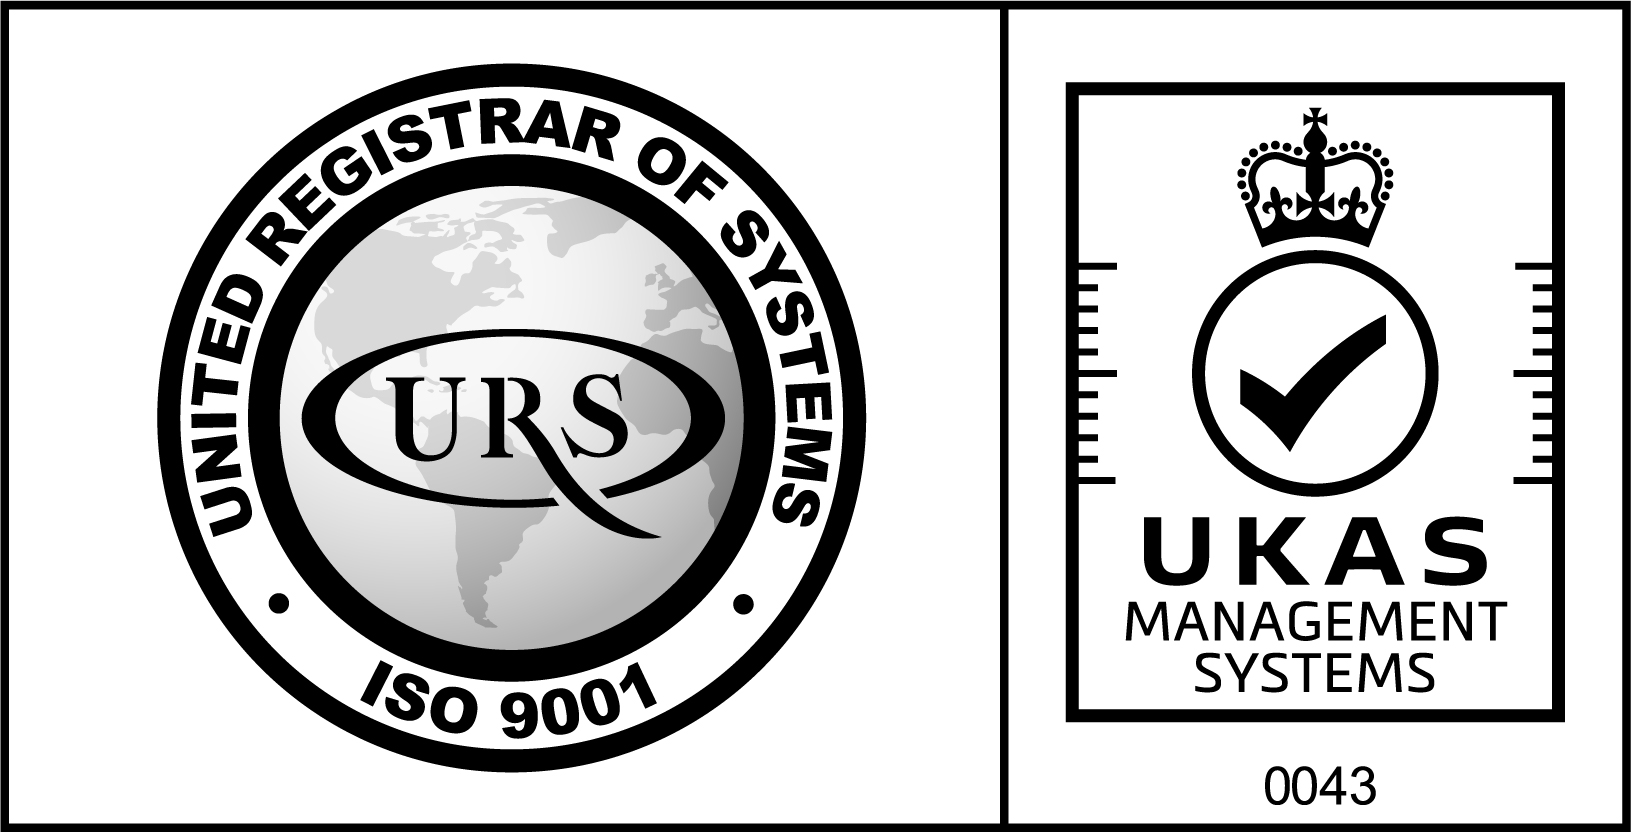 UNITED REGISTRAR OF SYSTEMS
URS
ISO 9001
UKAS
MANAGEMENT
SYSTEMS
0043